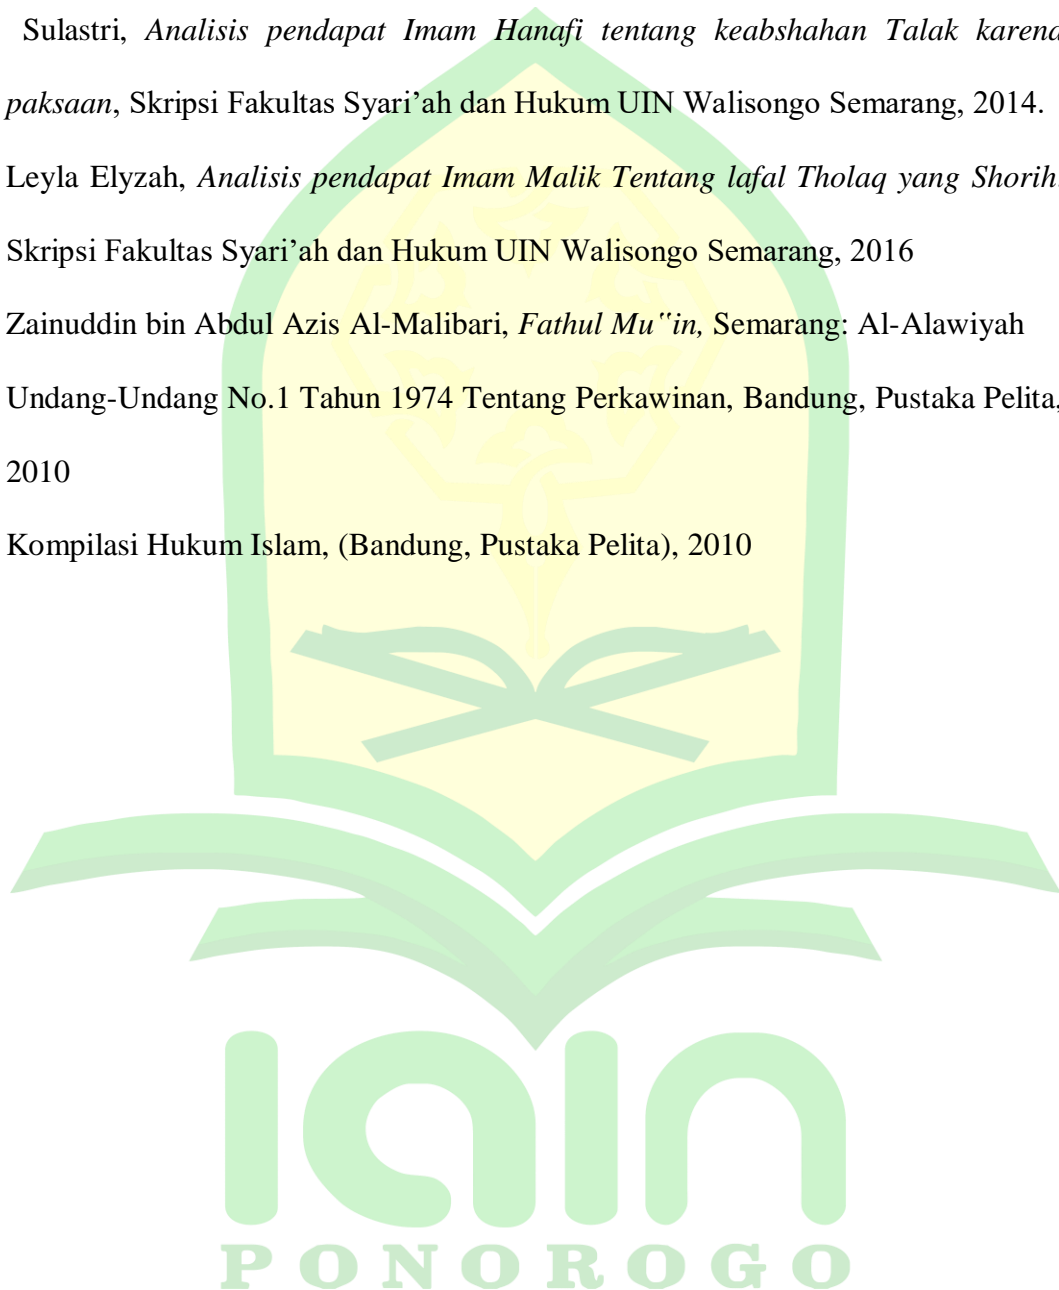 Sulastri, Analisis pendapat Imam Hanafi tentang keabshahan Talak karena
paksaan, Skripsi Fakultas Syari’ah dan Hukum UIN Walisongo Semarang, 2014.
Leyla Elyzah, Analisis pendapat Imam Malik Tentang lafal Tholaq yang Shorih.
Skripsi Fakultas Syari’ah dan Hukum UIN Walisongo Semarang, 2016
Zainuddin bin Abdul Azis Al-Malibari, Fathul Mu‟in, Semarang: Al-Alawiyah
Undang-Undang No.1 Tahun 1974 Tentang Perkawinan, Bandung, Pustaka Pelita,
2010
Kompilasi Hukum Islam, (Bandung, Pustaka Pelita), 2010
iain
PONOROGO